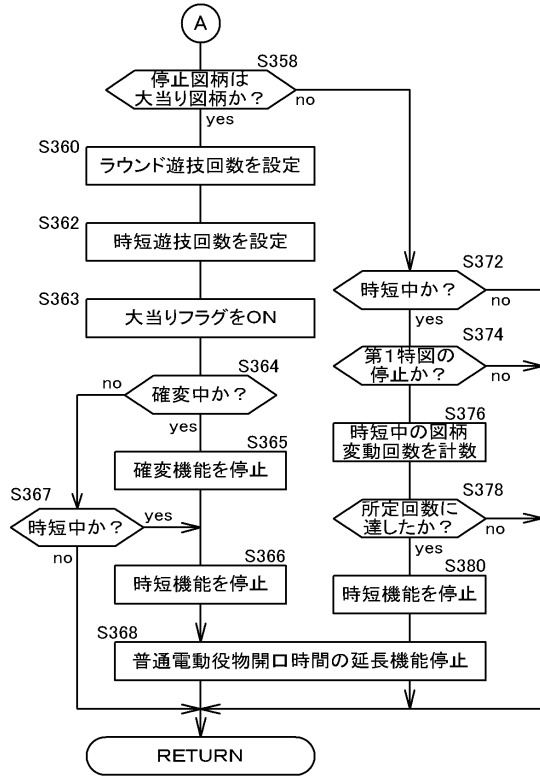 A
S358
停止図柄は
大当り図柄か？
no
yes
S360
ラウンド遊技回数を設定
S362
時短遊技回数を設定
S363
大当りフラグをON
S364
確変中か？
no
yes
S365
確変機能を停止
S367
時短中か？
yes
no
S366
時短機能を停止
S368
普通電動役物開口時間の延長機能停止
S372
時短中か？
no
yes
S374
第１特図の
停止か？
no
S376
時短中の図柄
変動回数を計数
S378
所定回数に
達したか？
no
yes
S380
時短機能を停止
RETURN